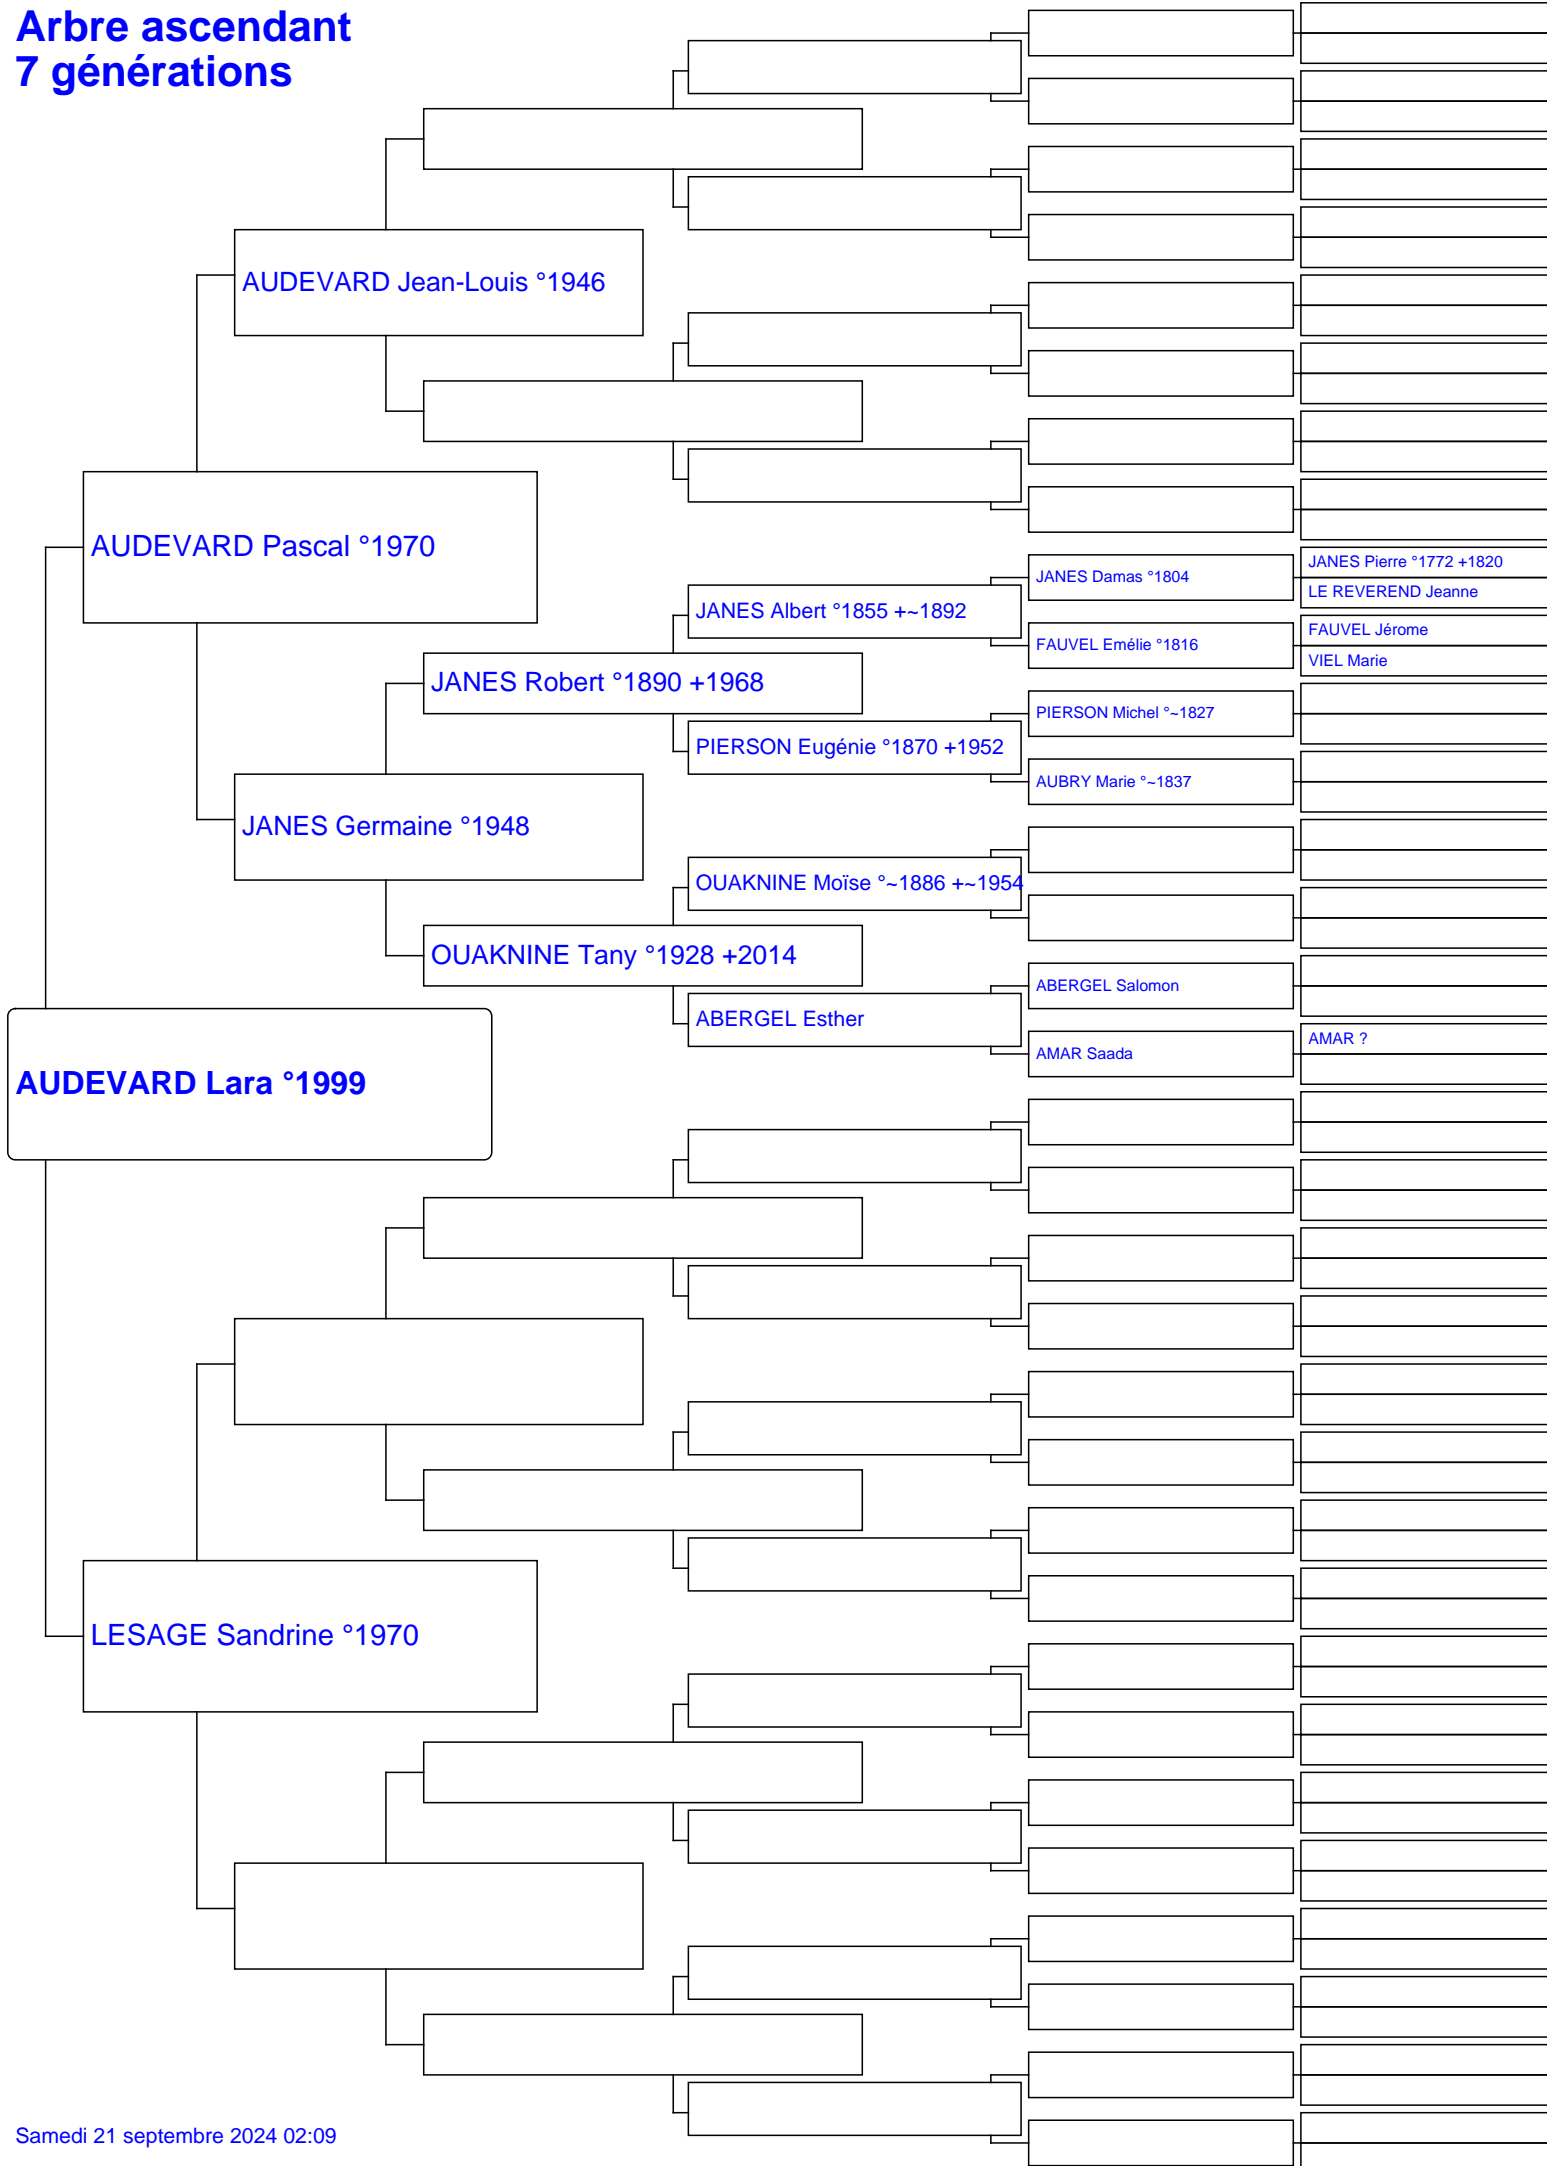 Arbre ascendant
7 générations
AUDEVARD Jean-Louis °1946
AUDEVARD Pascal °1970
JANES Pierre °1772 +1820
JANES Damas °1804
LE REVEREND Jeanne
JANES Albert °1855 +~1892
FAUVEL Jérome
FAUVEL Emélie °1816
VIEL Marie
JANES Robert °1890 +1968
PIERSON Michel °~1827
PIERSON Eugénie °1870 +1952
AUBRY Marie °~1837
JANES Germaine °1948
OUAKNINE Moïse °~1886 +~1954
OUAKNINE Tany °1928 +2014
ABERGEL Salomon
ABERGEL Esther
AMAR ?
AMAR Saada
AUDEVARD Lara °1999
LESAGE Sandrine °1970
Samedi 21 septembre 2024 02:09